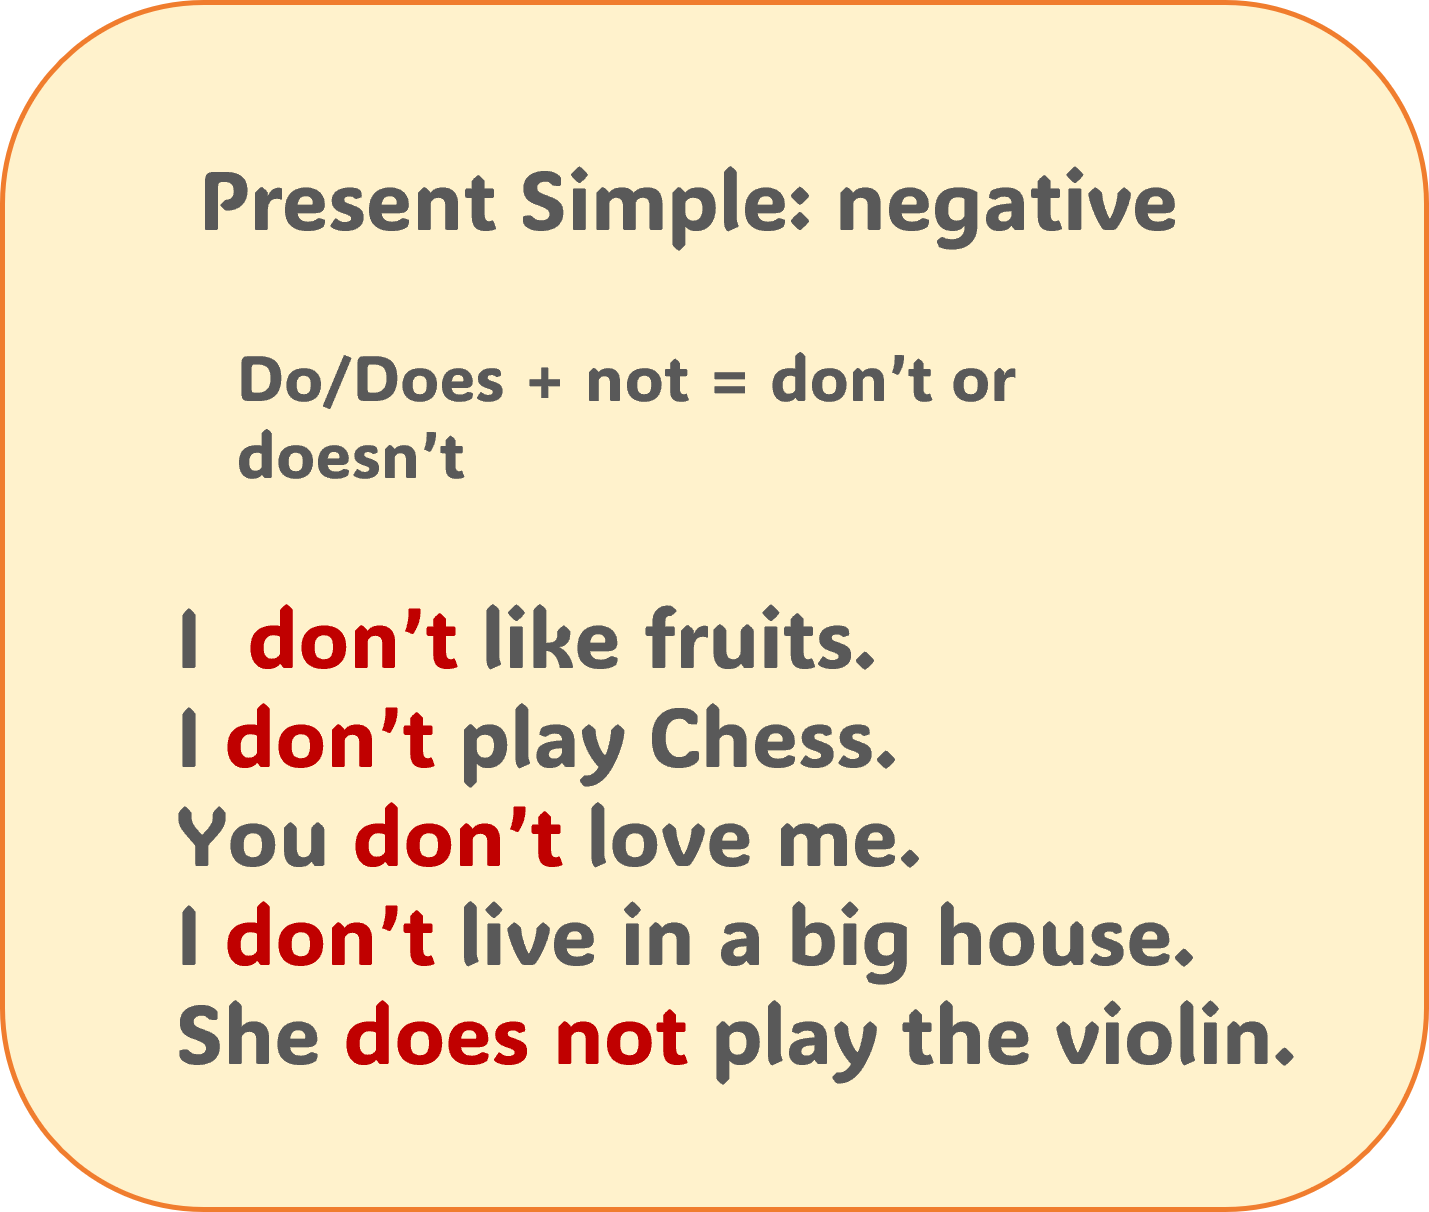 Present Simple: negative
Do/Does + not = don’t or
doesn’t
I  don’t like fruits.
I don’t play Chess.
You don’t love me.
I don’t live in a big house.
She does not play the violin.